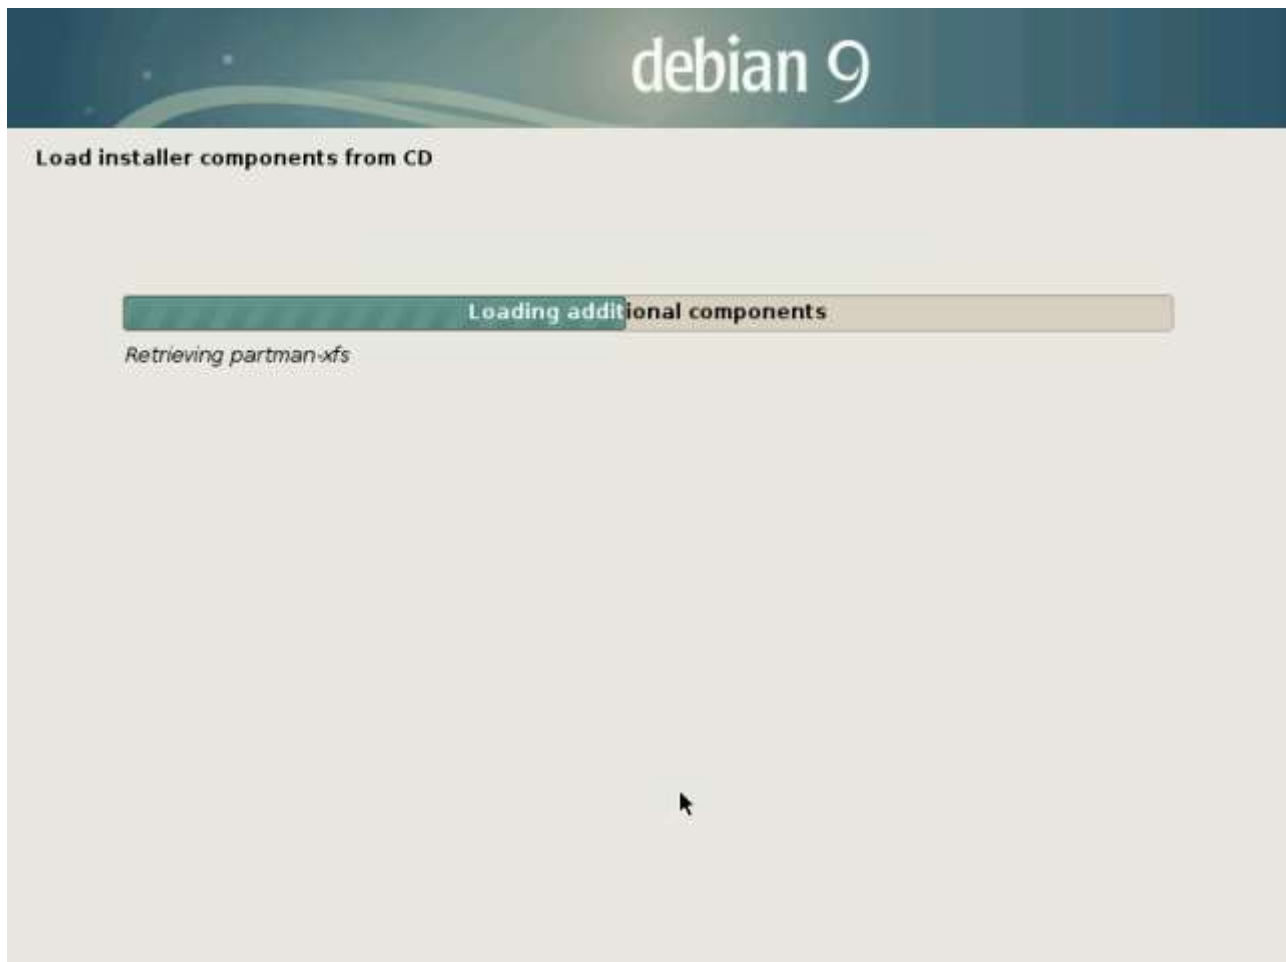 debian 9
Load installer components from CD
Loading additional components
Retrieving partman-xfs